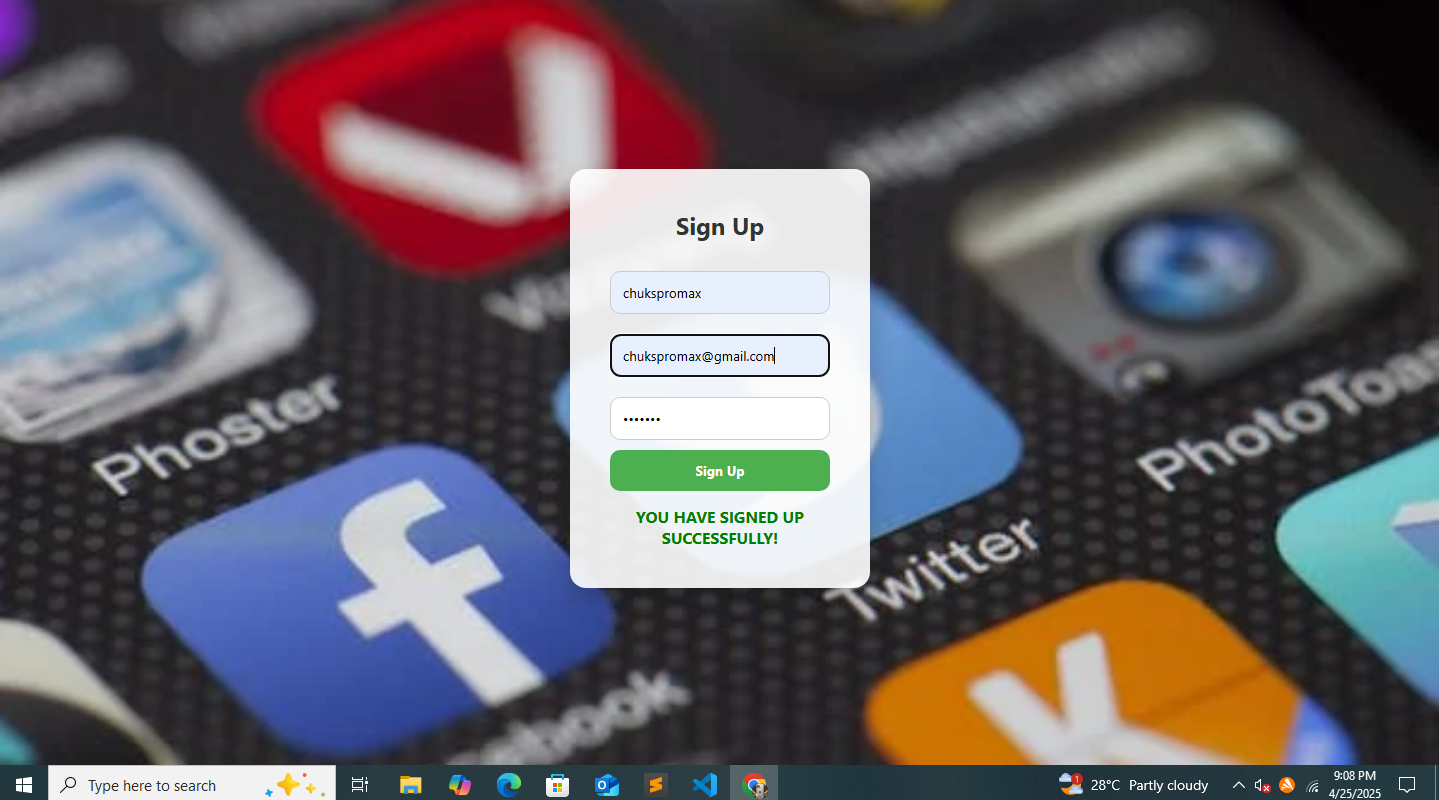 Phoster
PhotoToas
Twitter
ebook
Sign Up
chukspromax
chukspromax@gmail.com
•••••••
Sign Up
YOU HAVE SIGNED UP
SUCCESSFULLY!
Type here to search
1
28°C Partly cloudy
9:08 PM
4/25/2025